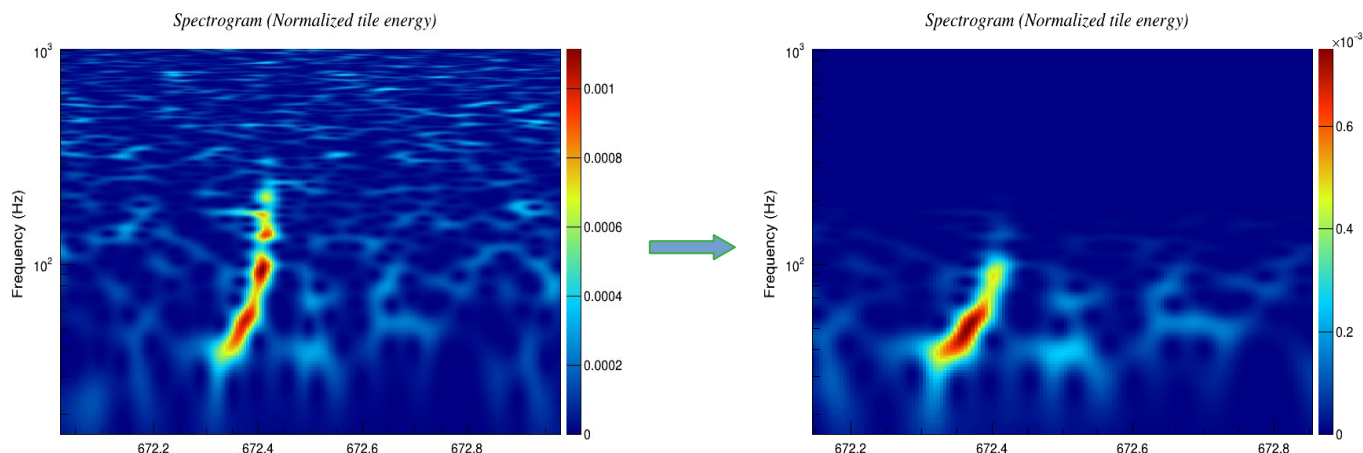 Spectrogram (Normalized tile energy)
Frequency (Hz)
10³
10²
672.2 672.4 672.6 672.8
0.001
0.0008
0.0006
0.0004
0.0002
0
Spectrogram (Normalized tile energy)
Frequency (Hz)
10³
10²
672.2 672.4 672.6 672.8
×10⁻³
0.6
0.4
0.2
0